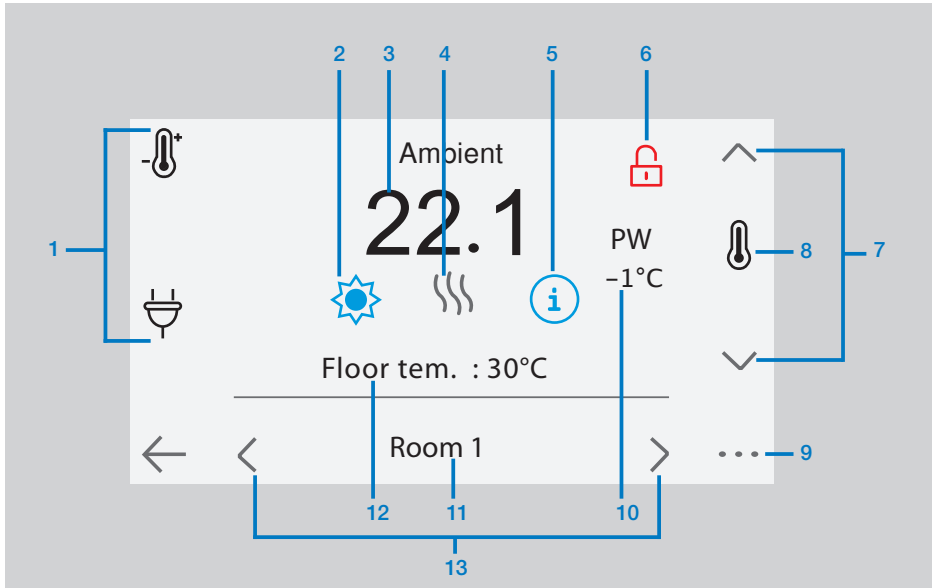 2 3 4 5 6
Ambient
22.1
1
PW
8 7
–1°C
i
Floor tem. : 30°C
Room 1
9
12 11 10
13